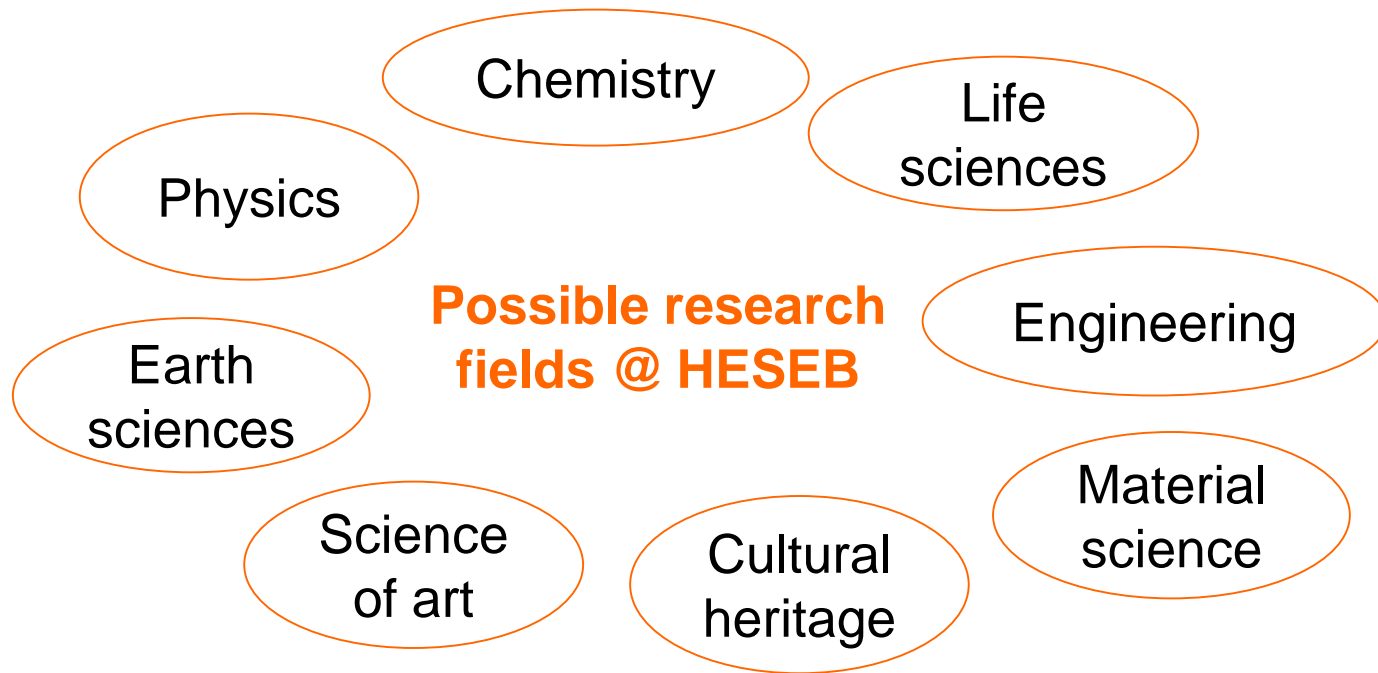 Chemistry
Life
sciences
Physics
Possible research
fields @ HESEB
Engineering
Earth
sciences
Material
science
Science
of art
Cultural
heritage